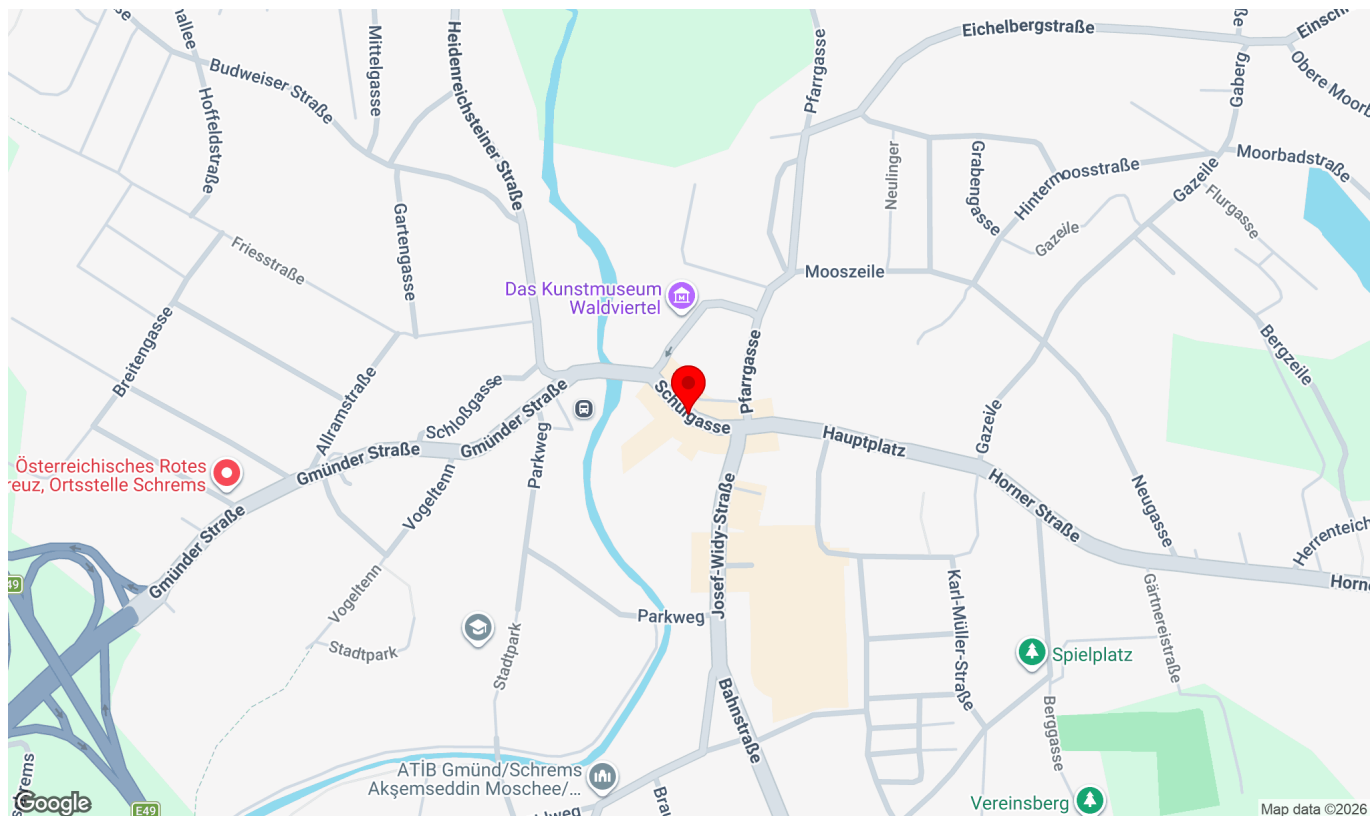 Eichelbergstraße
Mittelgasse
Heidenreichsteiner Straße
Pfarrgasse
Gaberg
Obere Moorb
Budweiser Straße
Hoffeldstraße
Neulinger
Grabengasse
Hintermoosstraße
Moorbadstraße
Gazeile
Flurgasse
Gartengasse
Friesstraße
Gazeile
Mooszeile
Das Kunstmuseum
Waldviertel
Breitengasse
Pfarrgasse
Bergzeile
Allramstraße
Schloßgasse
Gmünder Straße
Schulgasse
Hauptplatz
Gazeile
Gmünder Straße
Parkweg
Österreichisches Rotes
reuz, Ortsstelle Schrems
Vogeltenn
Josef-Widy-Straße
Horner Straße
Neugasse
Gmünder Straße
Herrenteich
E49
Vogeltenn
Karl-Müller-Straße
Gärtnereistraße
Parkweg
Stadtpark
Stadtpark
Spielplatz
Bahnstraße
Berggasse
ATİB Gmünd/Schrems
Akşemseddin Moschee/...
Vereinsberg
Google
E49
Map data ©2026